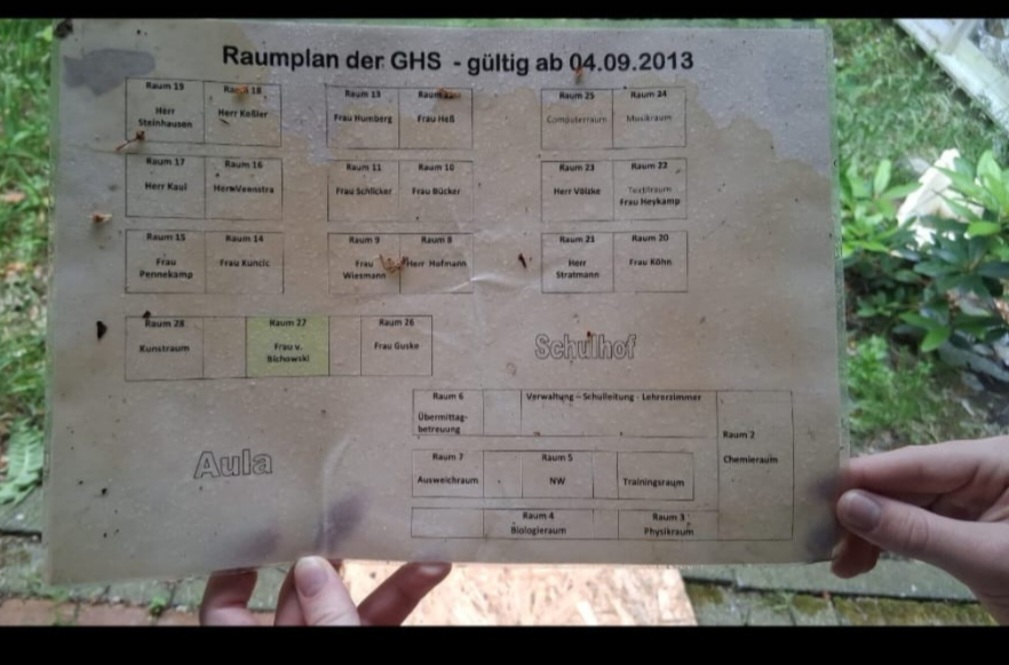 Raumplan der GHS - gültig ab 04.09.2013
Raum 19
Herr
Steinhausen
Raum 18
Herr Keßler
Raum 13
Frau Humberg
Raum
Frau Heß
Raum 25
Computerraum
Raum 24
Musikraum
Raum 17
Herr Kaul
Raum 16
Herr Veenstra
Raum 11
Frau Schlicker
Raum 10
Frau Bücker
Raum 23
Herr Völzke
Raum 22
Textilraum
Frau Heykamp
Raum 15
Frau
Pennekamp
Raum 14
Frau Kuncic
Raum 9
Frau
Wiesmann
Raum 8
Herr Hofmann
Raum 21
Herr
Stratmann
Raum 20
Frau Köhn
Raum 28
Kunstraum
Raum 27
Frau v.
Bichowski
Raum 26
Frau Guske
Schulhof
Aula
Raum 6
Übermittag-
betreuung
Verwaltung – Schulleitung - Lehrerzimmer
Raum 2
Chemieraum
Raum 7
Ausweichraum
Raum 5
NW
Trainingsraum
Raum 4
Biologieraum
Raum 3
Physikraum